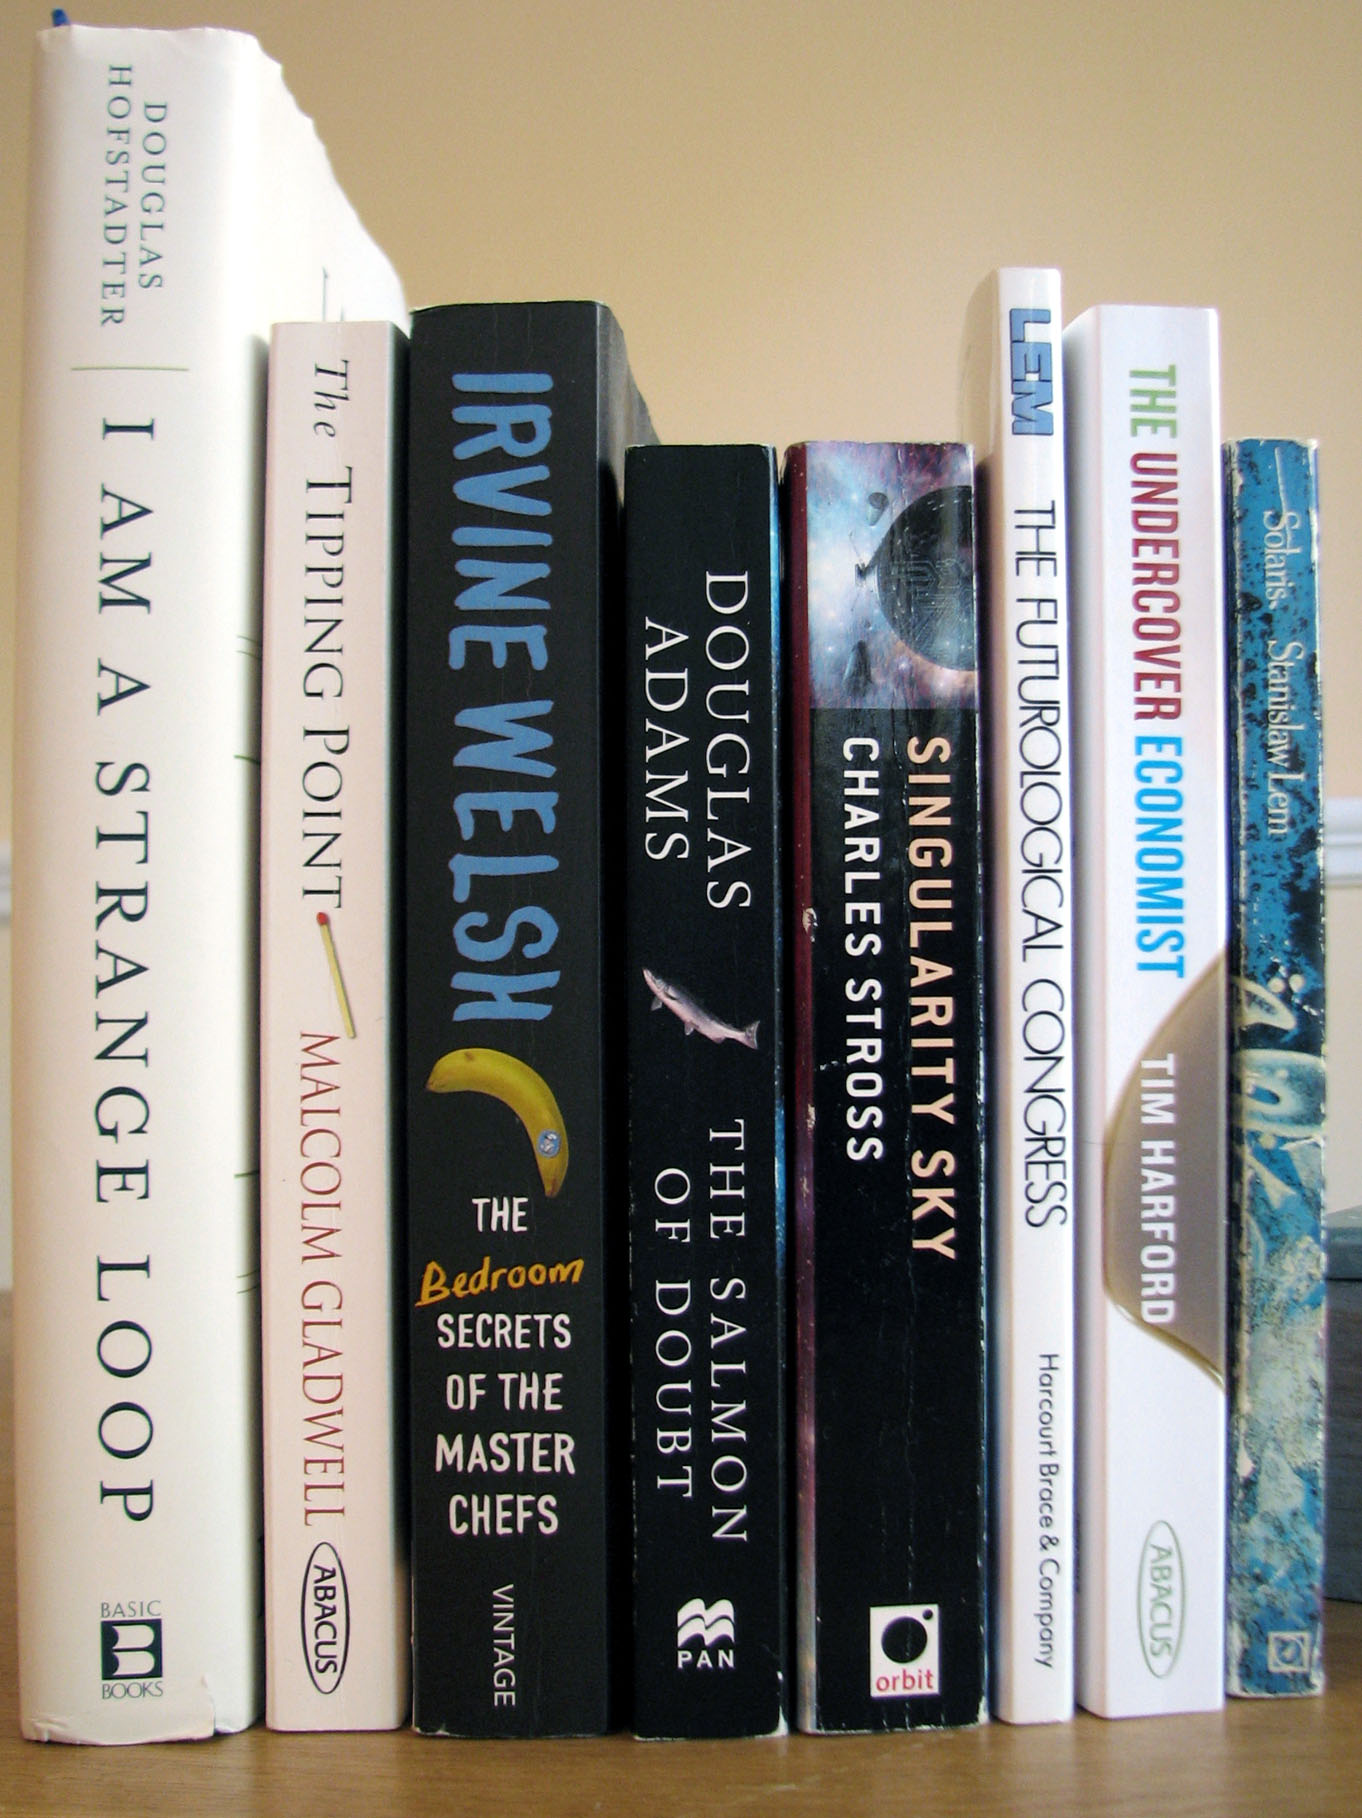 DOUGLAS
HOFSTADTER
I AM A STRANGE LOOP
BASIC
BOOKS
The TIPPING POINT
MALCOLM GLADWELL
ABACUS
IRVINE WELSH
THE
Bedroom
SECRETS
OF THE
MASTER
CHEFS
VINTAGE
DOUGLAS
ADAMS
THE SALMON
OF DOUBT
PAN
SINGULARITY SKY
CHARLES STROSS
orbit
LEM
THE FUTUROLOGICAL CONGRESS
Harcourt Brace & Company
THE UNDERCOVER ECONOMIST
TIM HARFORD
ABACUS
Solaris Stanislaw Lem